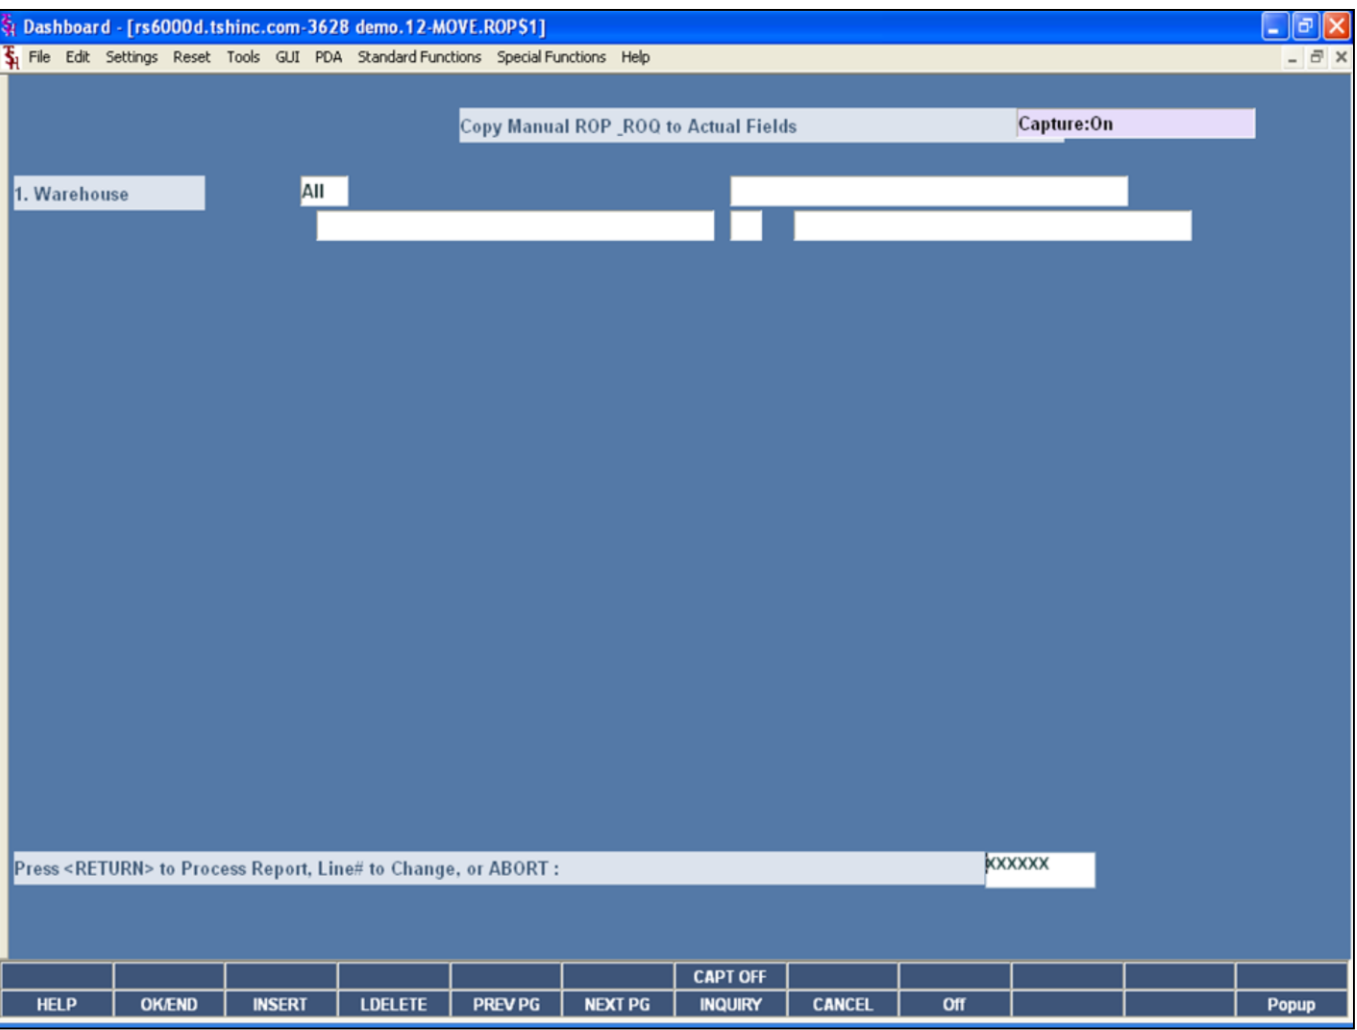 Dashboard - [rs6000d.tshinc.com-3628 demo.12-MOVE.ROP$1]
File Edit Settings Reset Tools GUI PDA Standard Functions Special Functions Help
Copy Manual ROP _ROQ to Actual Fields Capture:On
1. Warehouse All
Press <RETURN> to Process Report, Line# to Change, or ABORT : XXXXXX
CAPT OFF
HELP OK/END INSERT LDELETE PREV PG NEXT PG INQUIRY CANCEL Off Popup